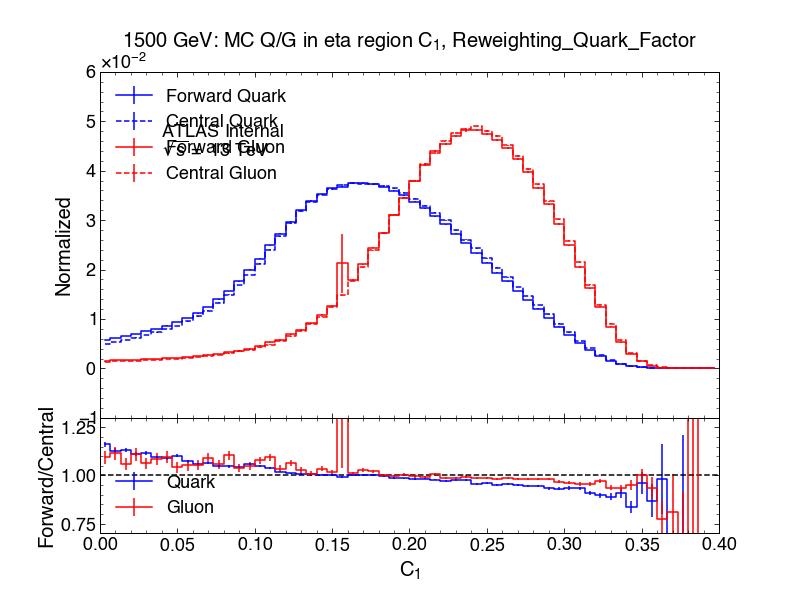 1500 GeV: MC Q/G in eta region C₁, Reweighting_Quark_Factor
×10⁻²
6
5
4
3
2
1
0
−1
Normalized
Forward Quark
Central Quark
ATLAS Internal
Forward Gluon
√s = 13 TeV
Central Gluon
1.25
1.00
0.75
Forward/Central
Quark
Gluon
0.00 0.05 0.10 0.15 0.20 0.25 0.30 0.35 0.40
C₁